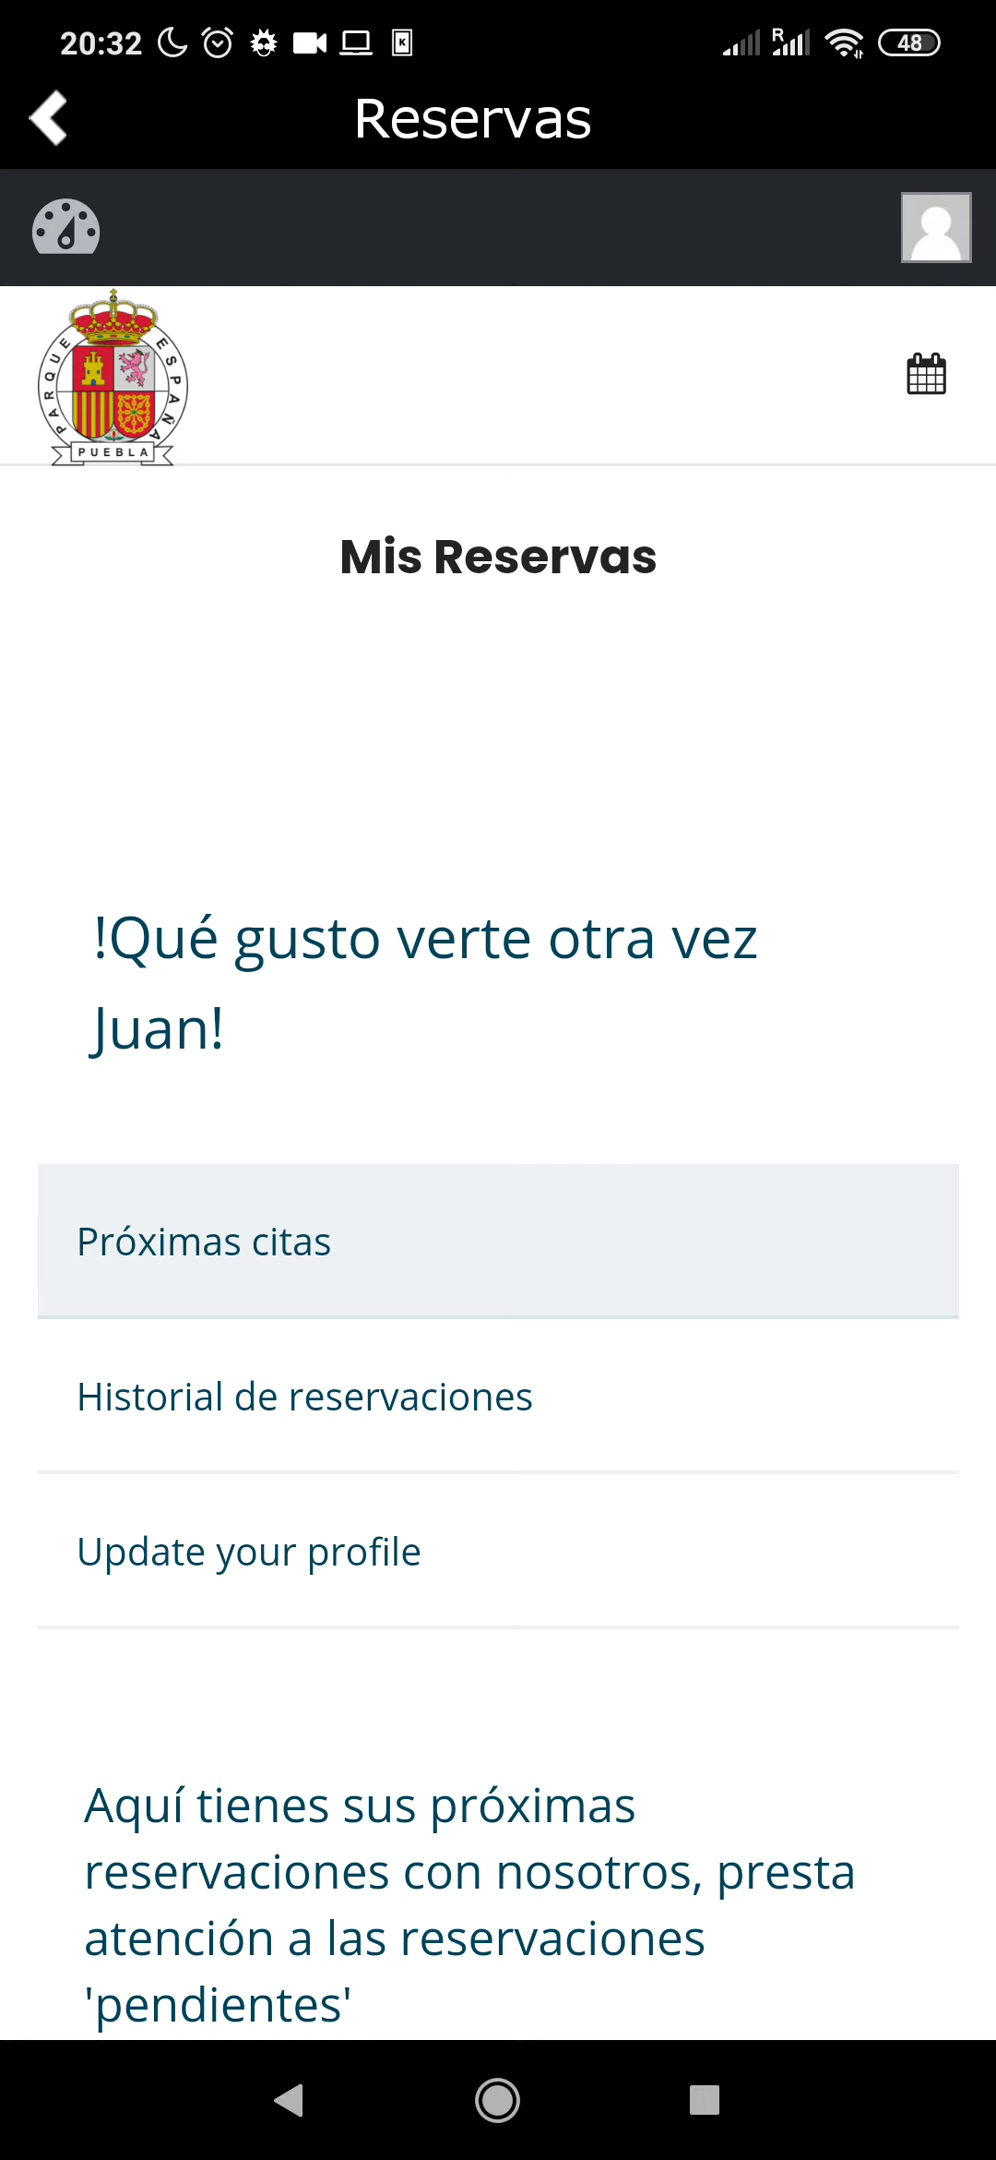 20:32 K R 48
Reservas
PARQUE ESPAÑA
PUEBLA
Mis Reservas
!Qué gusto verte otra vez
Juan!
Próximas citas
Historial de reservaciones
Update your profile
Aquí tienes sus próximas
reservaciones con nosotros, presta
atención a las reservaciones
'pendientes'